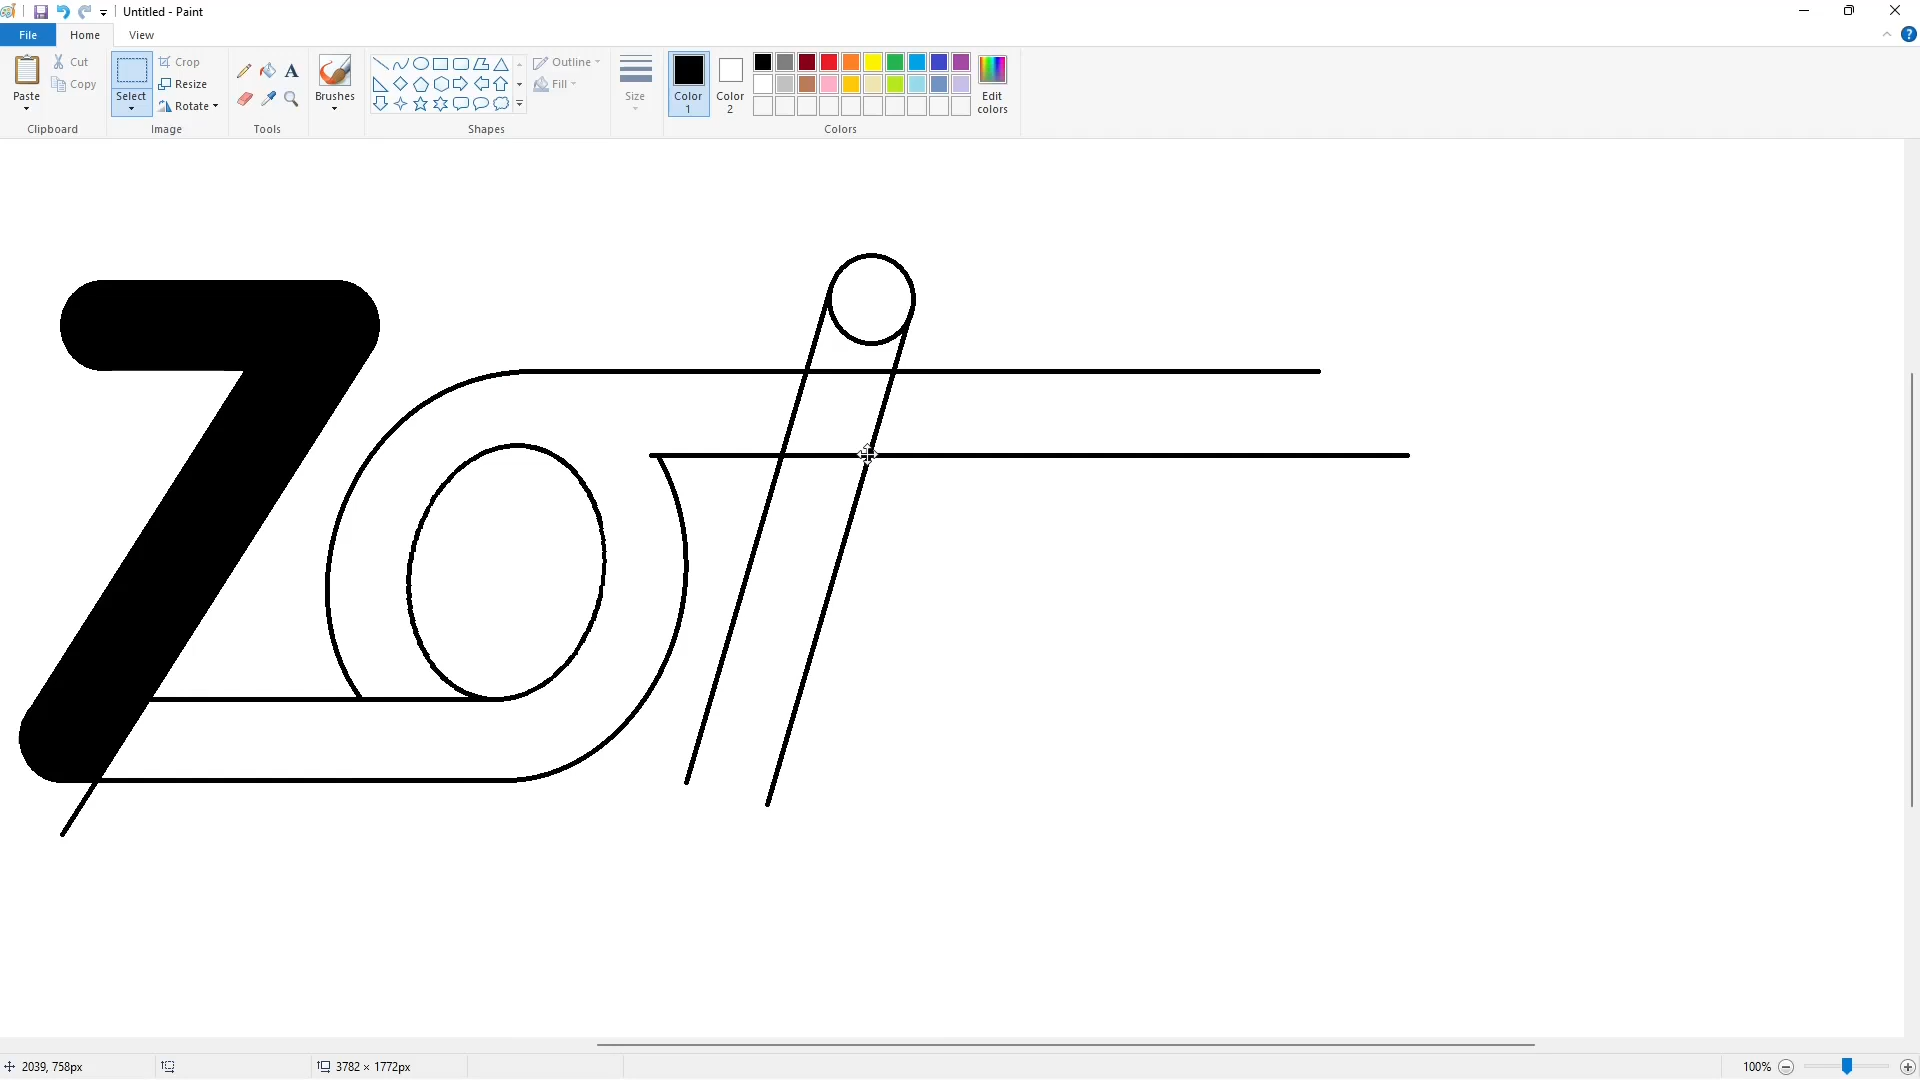 Untitled - Paint
File Home View
Paste
Cut
Copy
Clipboard
Select
Crop
Resize
Rotate
Image
Tools
Brushes
Shapes
Outline
Fill
Size
Color 1
Color 2
Edit colors
Colors
2039, 758px
3782 × 1772px
100%